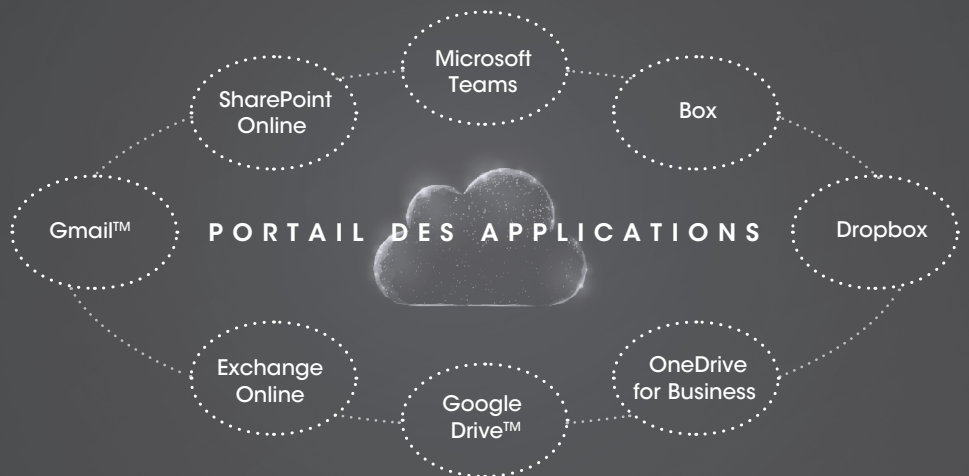 Microsoft
Teams
SharePoint
Online
Box
Gmail™
PORTAIL DES APPLICATIONS
Dropbox
Exchange
Online
OneDrive
for Business
Google
Drive™